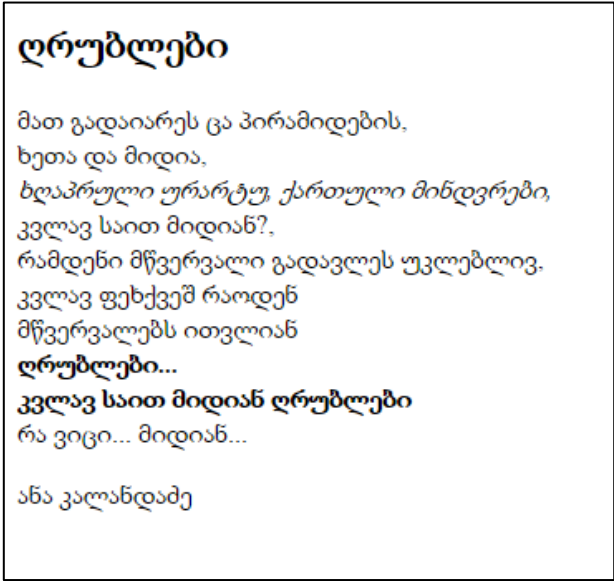 ღრუბლები
მათ გადაიარეს ცა პირამიდების,
ხეთა და მიდია,
ზღაპრული ურარტუ, ქართული მინდვრები,
კვლავ საით მიდიან?,
რამდენი მწვერვალი გადავლეს უკლებლივ,
კვლავ ფეხქვეშ რაოდენ
მწვერვალებს ითვლიან
ღრუბლები...
კვლავ საით მიდიან ღრუბლები
რა ვიცი... მიდიან...
ანა კალანდაძე